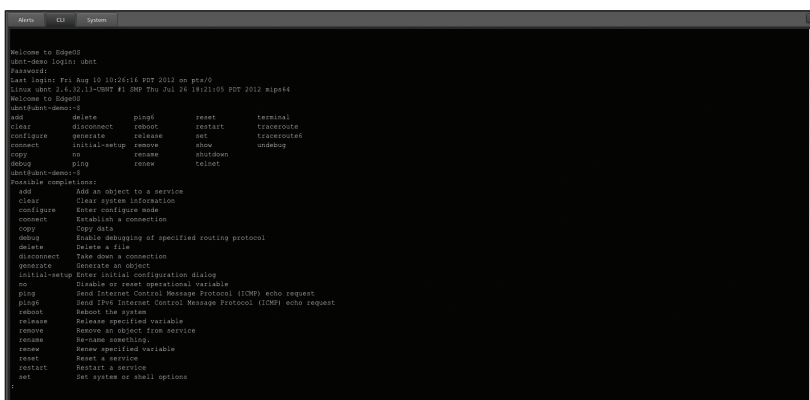 Alerts CLI System
Welcome to EdgeOS
ubnt-demo login: ubnt
Password:
Last login: Fri Aug 10 10:26:16 PDT 2012 on pts/0
Linux ubnt 2.6.32.13-UBNT #1 SMP Thu Jul 26 18:21:05 PDT 2012 mips64
Welcome to EdgeOS
ubnt@ubnt-demo:~$
add delete ping6 reset terminal
clear disconnect reboot restart traceroute
configure generate release set traceroute6
connect initial-setup remove show undebug
copy no rename shutdown
debug ping renew telnet
ubnt@ubnt-demo:~$
Possible completions:
add Add an object to a service
clear Clear system information
configure Enter configure mode
connect Establish a connection
copy Copy data
debug Enable debugging of specified routing protocol
delete Delete a file
disconnect Take down a connection
generate Generate an object
initial-setup Enter initial configuration dialog
no Disable or reset operational variable
ping Send Internet Control Message Protocol (ICMP) echo request
ping6 Send IPv6 Internet Control Message Protocol (ICMP) echo request
reboot Reboot the system
release Release specified variable
remove Remove an object from service
rename Re-name something.
renew Renew specified variable
reset Reset a service
restart Restart a service
set Set system or shell options
: